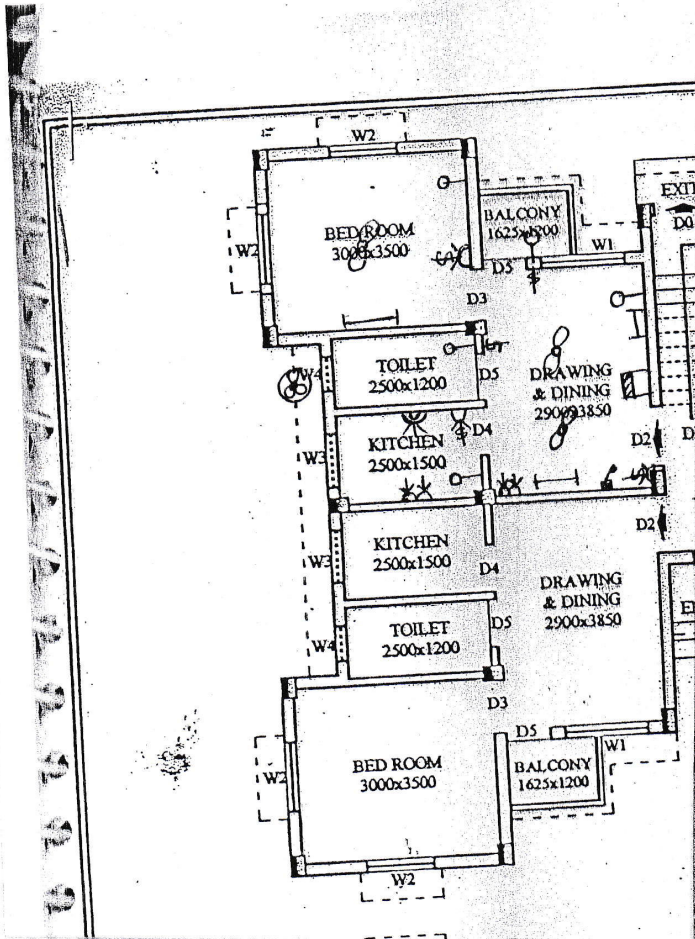 W2
EXIT
BALCONY
1625x1200
D0
W2
BED ROOM
3000x3500
W1
D5
D3
W4
TOILET
2500x1200
D5
DRAWING
& DINING
2900x3850
W3
KITCHEN
2500x1500
D4
D2
D2
W3
KITCHEN
2500x1500
D4
DRAWING
& DINING
2900x3850
W4
TOILET
2500x1200
D5
D3
D5
W1
W2
BED ROOM
3000x3500
BALCONY
1625x1200
W2